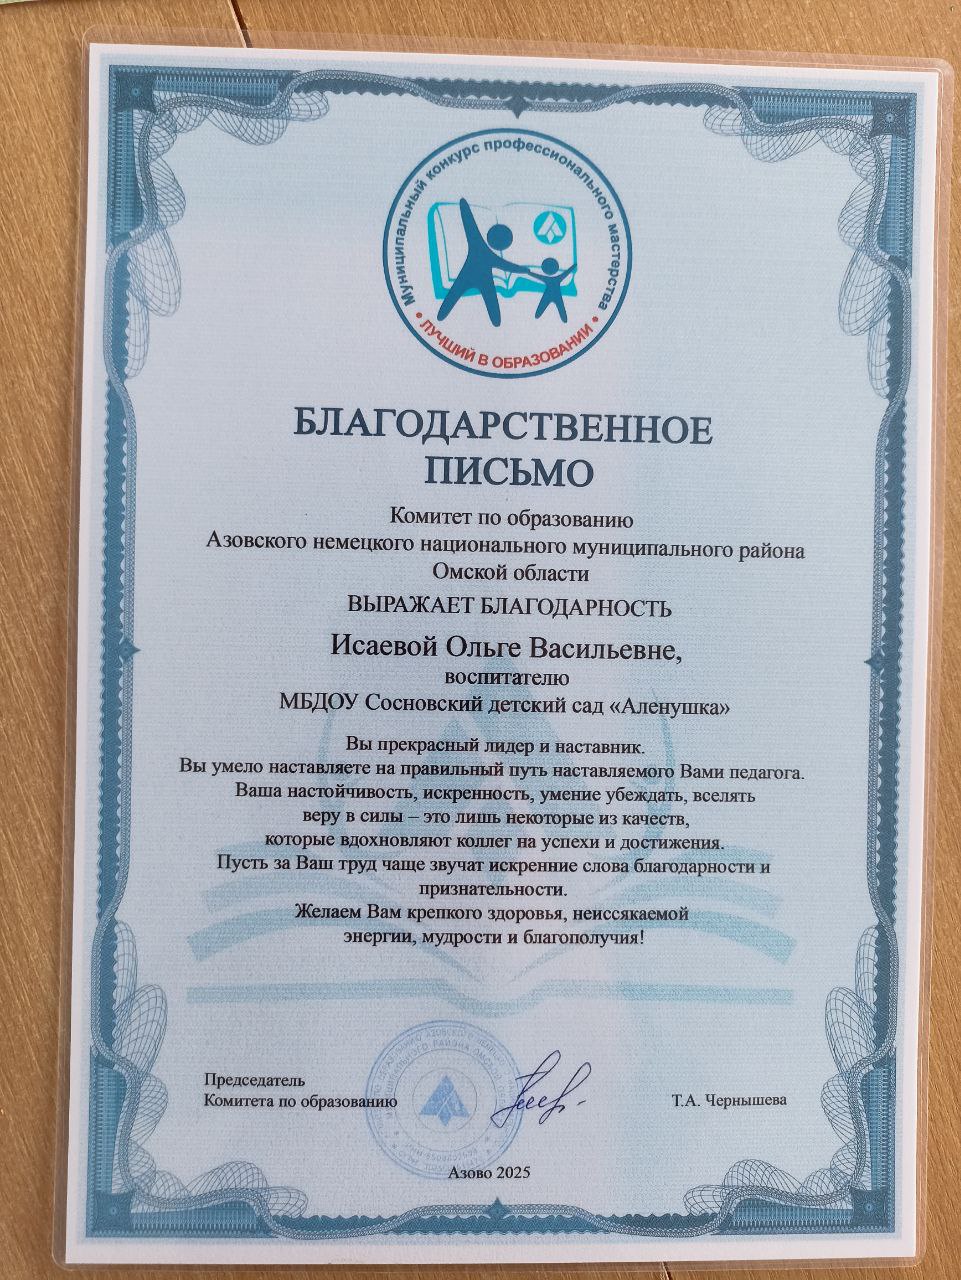 Муниципальный конкурс профессионального мастерства
• ЛУЧШИЙ В ОБРАЗОВАНИИ •
БЛАГОДАРСТВЕННОЕ
ПИСЬМО
Комитет по образованию
Азовского немецкого национального муниципального района
Омской области
ВЫРАЖАЕТ БЛАГОДАРНОСТЬ
Исаевой Ольге Васильевне,
воспитателю
МБДОУ Сосновский детский сад «Аленушка»
Вы прекрасный лидер и наставник.
Вы умело наставляете на правильный путь наставляемого Вами педагога.
Ваша настойчивость, искренность, умение убеждать, вселять
веру в силы – это лишь некоторые из качеств,
которые вдохновляют коллег на успехи и достижения.
Пусть за Ваш труд чаще звучат искренние слова благодарности и
признательности.
Желаем Вам крепкого здоровья, неиссякаемой
энергии, мудрости и благополучия!
Председатель
Комитета по образованию
Т.А. Чернышева
Азово 2025